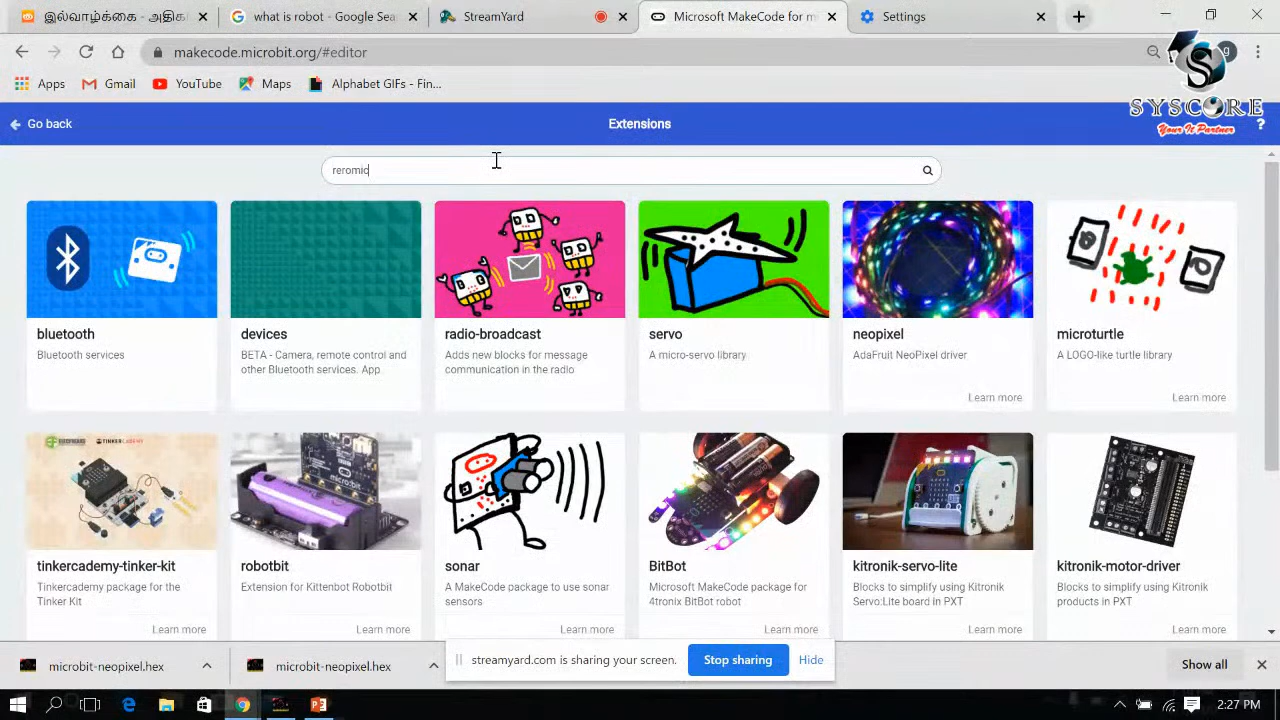 what is robot - Google Sea
StreamYard
Microsoft MakeCode for m
Settings
makecode.microbit.org/#editor
g
Apps
Gmail
YouTube
Maps
Alphabet GIFs - Fin...
S
SYSCORE
Your It Partner
Go back
Extensions
?
reromic
bluetooth
Bluetooth services
devices
BETA - Camera, remote control and
other Bluetooth services. App
radio-broadcast
Adds new blocks for message
communication in the radio
servo
A micro-servo library
neopixel
AdaFruit NeoPixel driver
Learn more
microturtle
A LOGO-like turtle library
Learn more
tinkercademy-tinker-kit
Tinkercademy package for the
Tinker Kit
Learn more
micro:bit
robotbit
Extension for Kittenbot Robotbit
Learn more
sonar
A MakeCode package to use sonar
sensors
Learn more
BitBot
Microsoft MakeCode package for
4tronix BitBot robot
Learn more
kitronik-servo-lite
Blocks to simplify using Kitronik
Servo:Lite board in PXT
Learn more
kitronik-motor-driver
Blocks to simplify using Kitronik
products in PXT
Learn more
microbit-neopixel.hex
microbit-neopixel.hex
streamyard.com is sharing your screen.
Stop sharing
Hide
Show all
2:27 PM